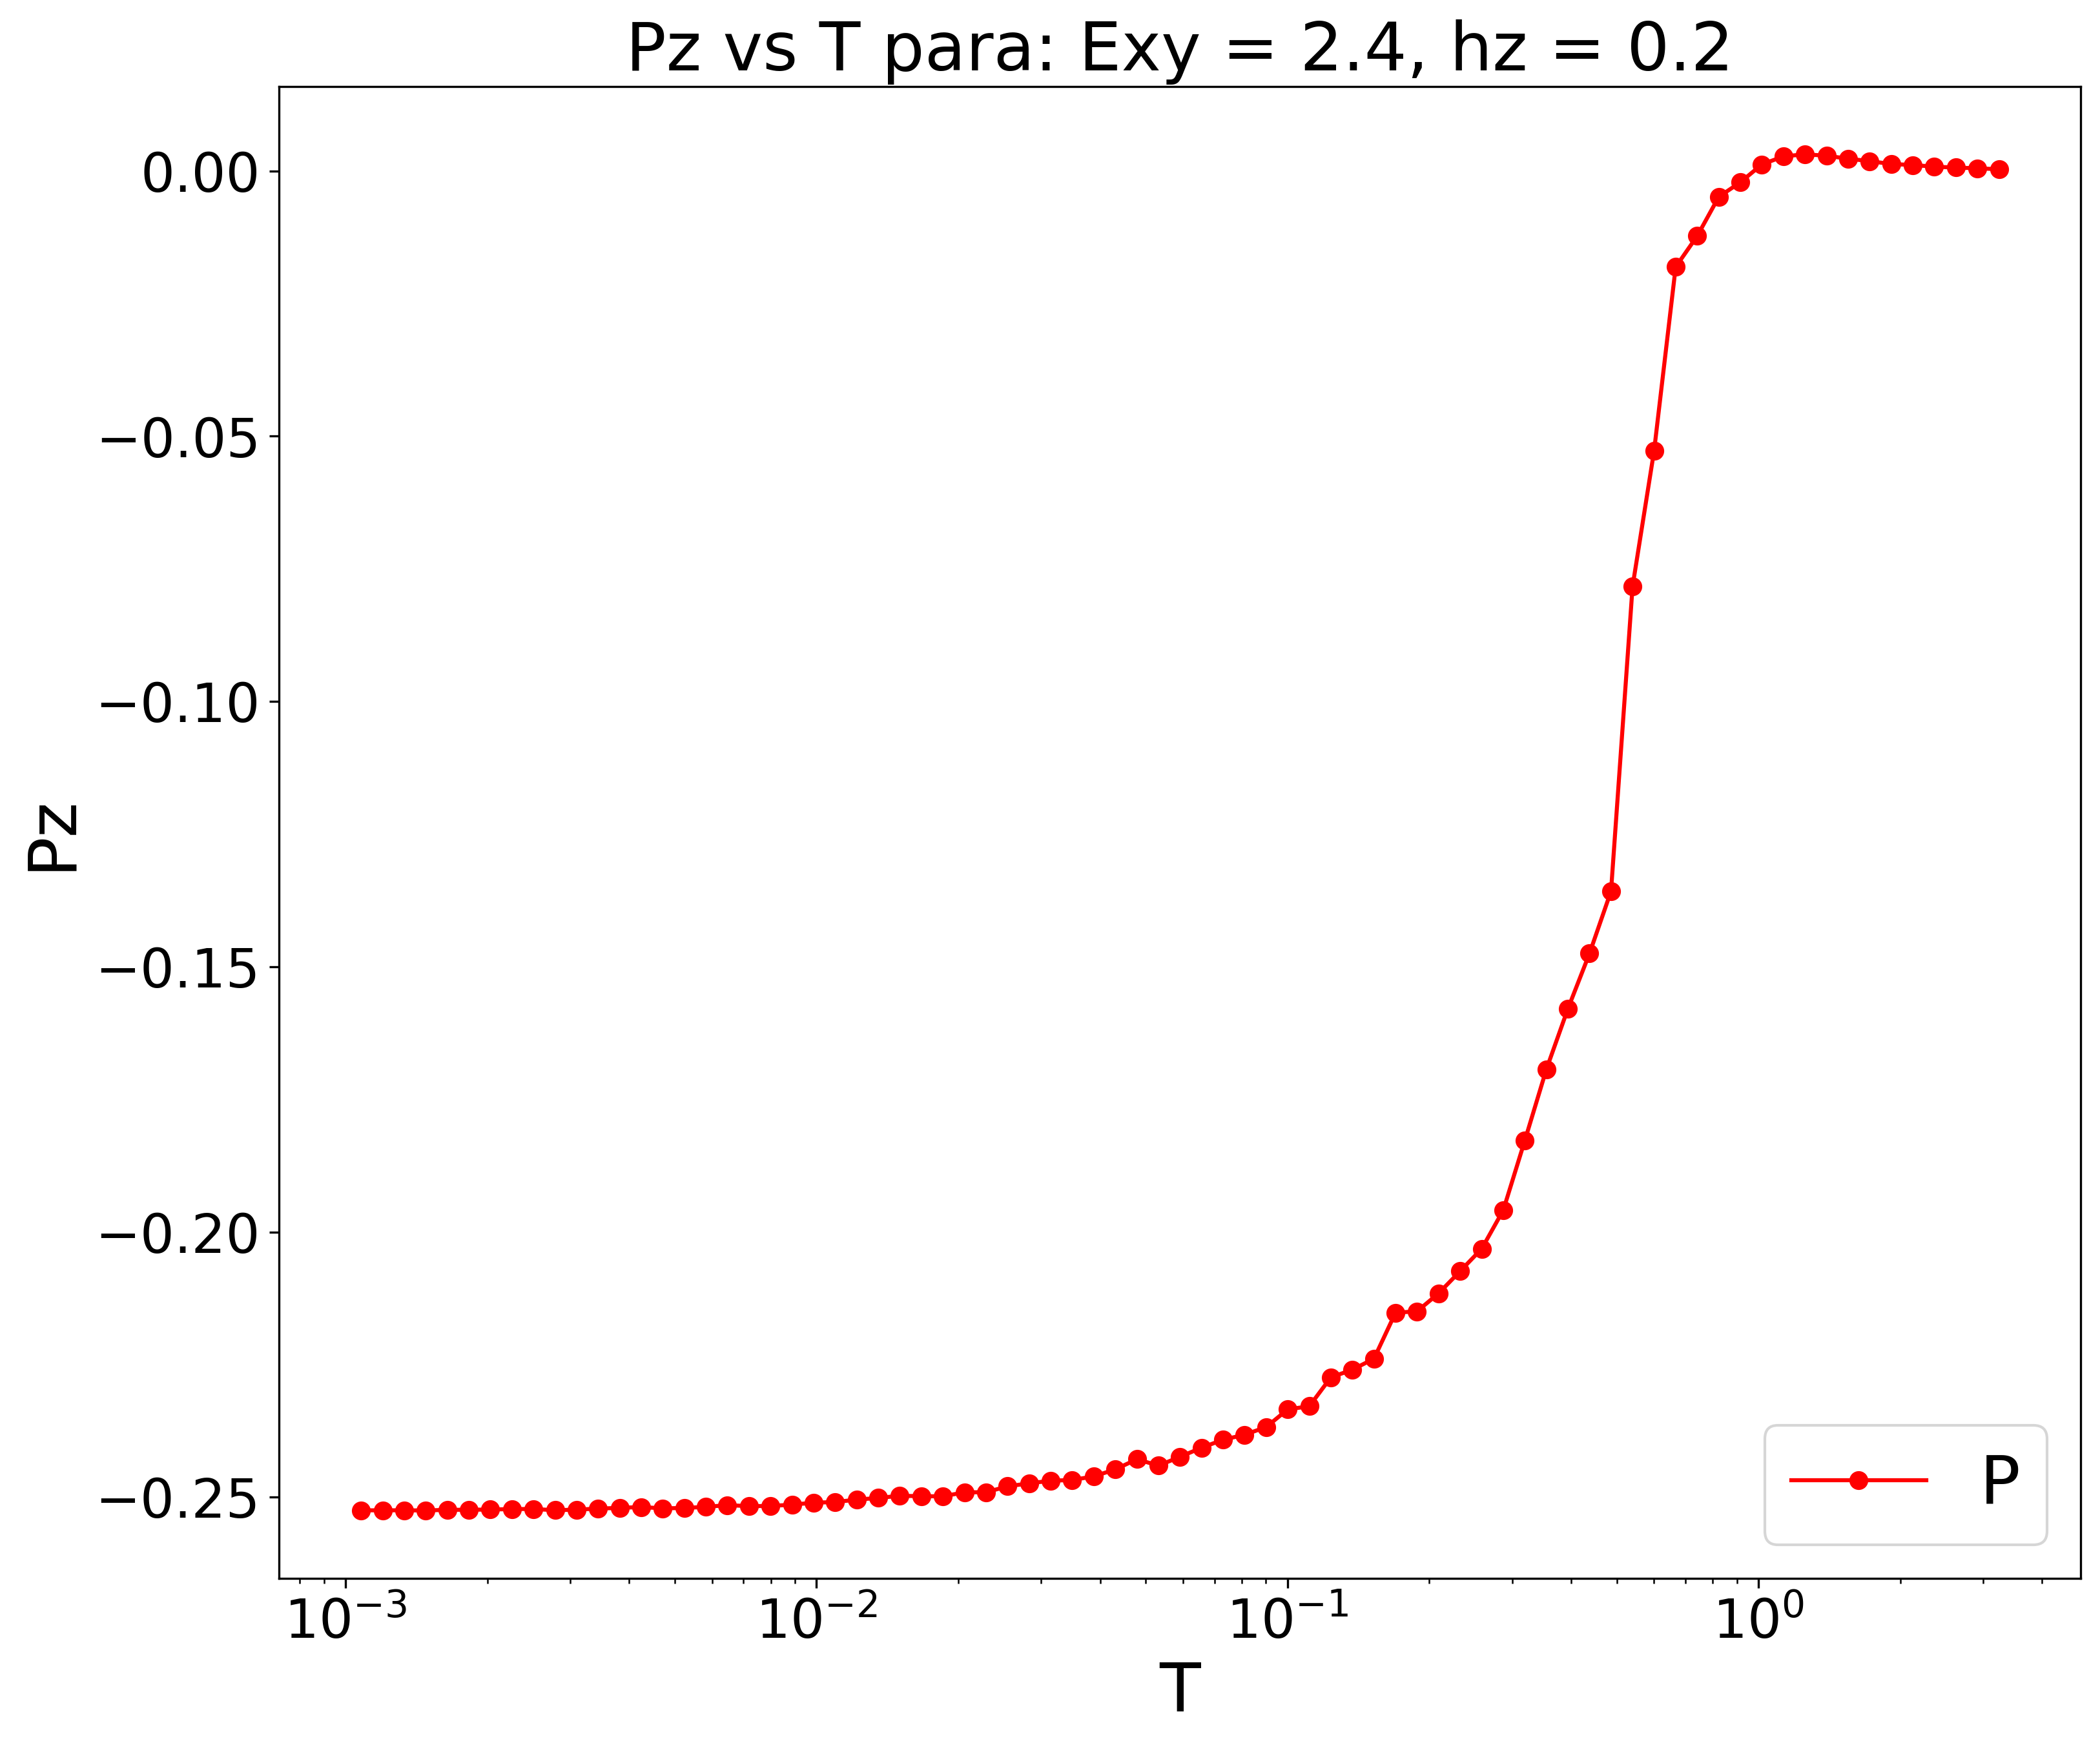 Pz vs T para: Exy = 2.4, hz = 0.2
Pz
0.00
−0.05
−0.10
−0.15
−0.20
−0.25
P
10⁻³ 10⁻² 10⁻¹ 10⁰
T